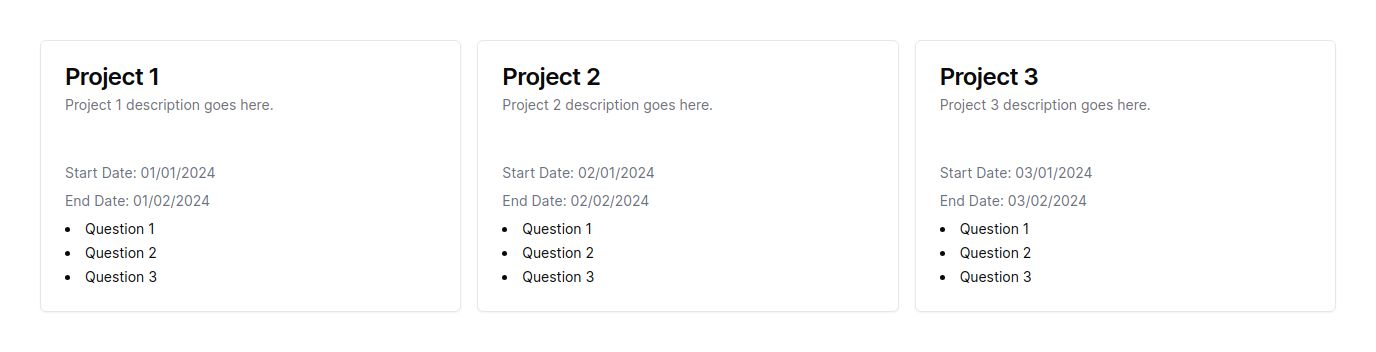 Project 1
Project 1 description goes here.
Start Date: 01/01/2024
End Date: 01/02/2024
Question 1
Question 2
Question 3
Project 2
Project 2 description goes here.
Start Date: 02/01/2024
End Date: 02/02/2024
Question 1
Question 2
Question 3
Project 3
Project 3 description goes here.
Start Date: 03/01/2024
End Date: 03/02/2024
Question 1
Question 2
Question 3